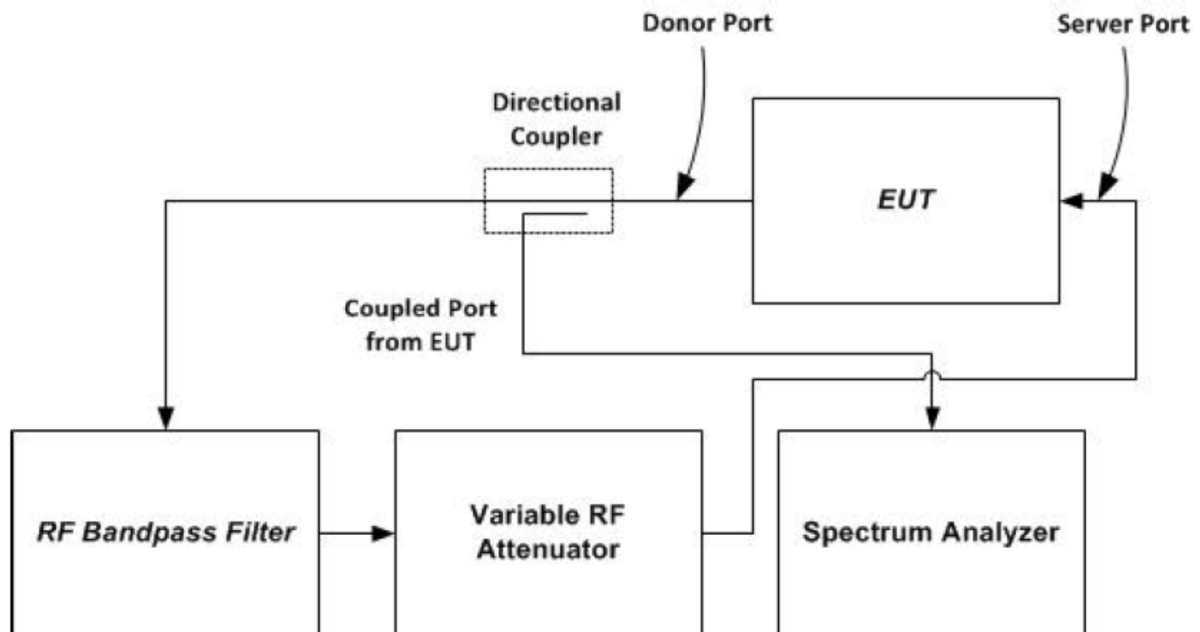 Donor Port
Server Port
Directional
Coupler
EUT
Coupled Port
from EUT
RF Bandpass Filter
Variable RF
Attenuator
Spectrum Analyzer